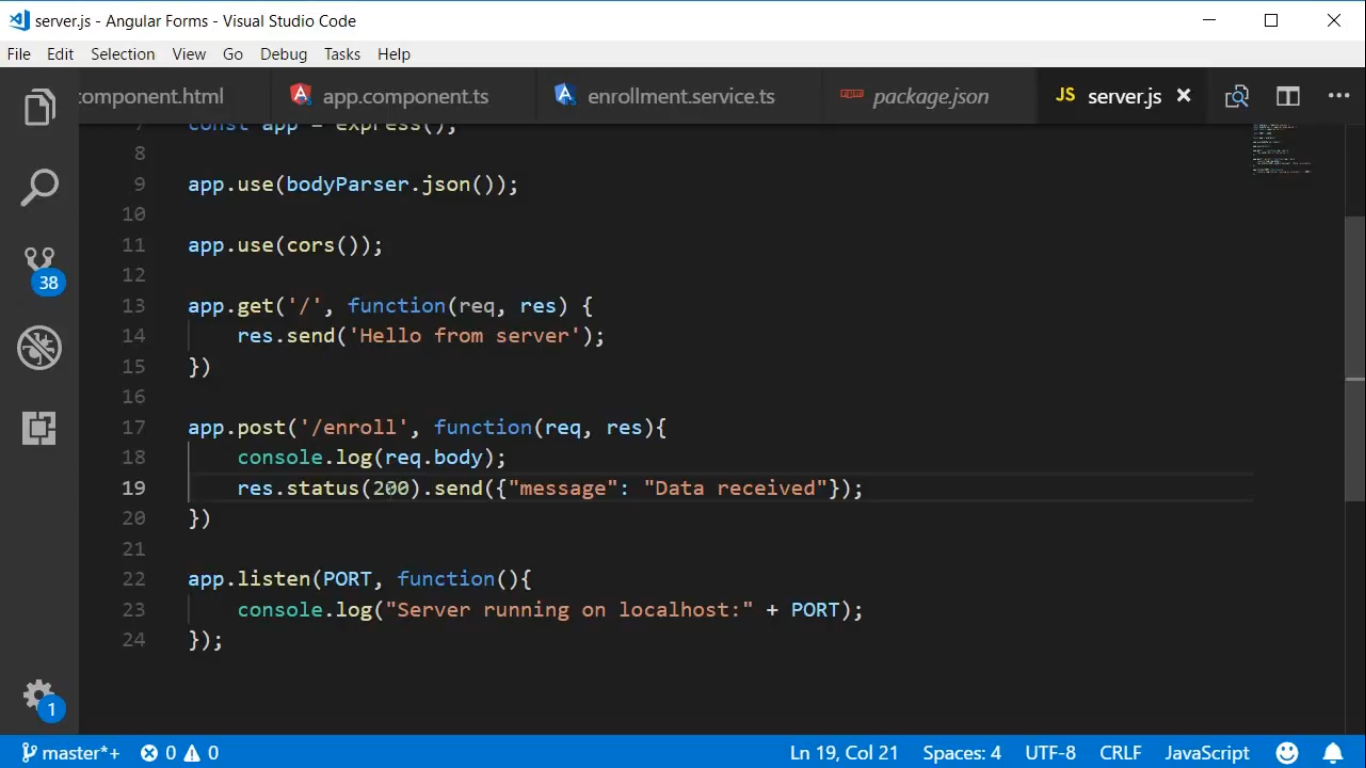 server.js - Angular Forms - Visual Studio Code
File Edit Selection View Go Debug Tasks Help
component.html app.component.ts enrollment.service.ts package.json JS server.js
7 const app = express();
8
9 app.use(bodyParser.json());
10
11 app.use(cors());
12
13 app.get('/', function(req, res) {
14 res.send('Hello from server');
15 })
16
17 app.post('/enroll', function(req, res){
18 console.log(req.body);
19 res.status(200).send({"message": "Data received"});
20 })
21
22 app.listen(PORT, function(){
23 console.log("Server running on localhost:" + PORT);
24 });
38
1
master*+ 0 0 Ln 19, Col 21 Spaces: 4 UTF-8 CRLF JavaScript